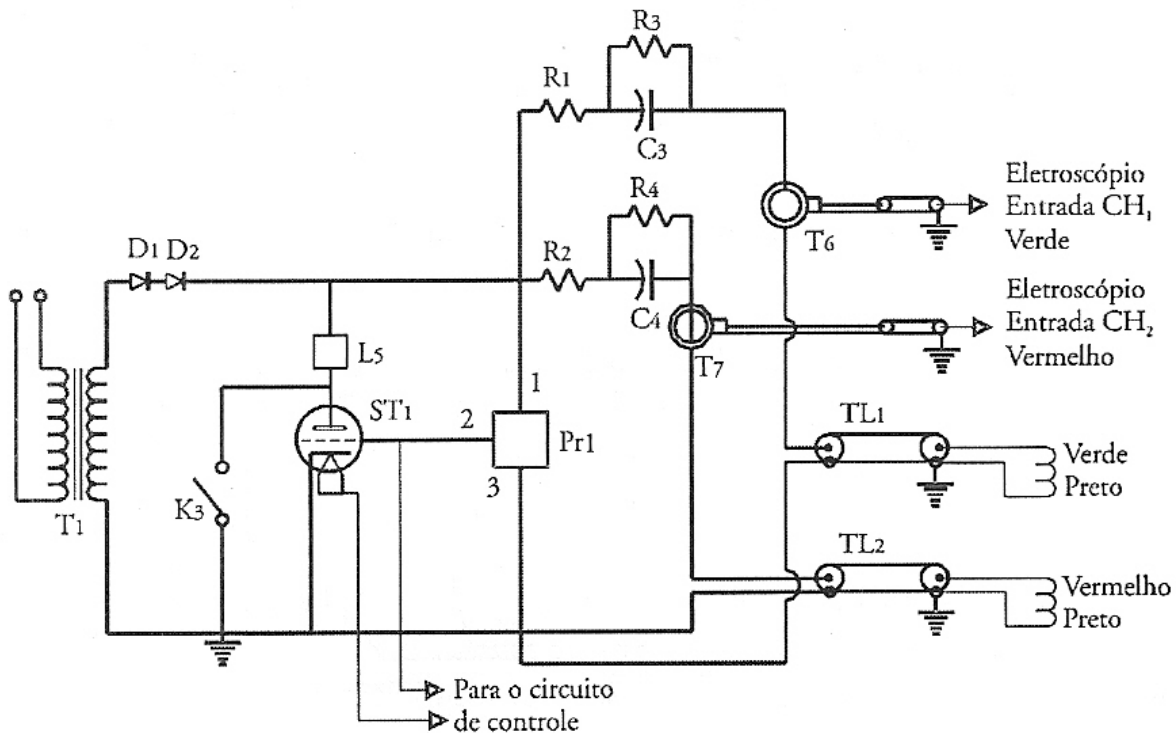 R3
R1
C3
R4
Eletroscópio
Entrada CH1
Verde
T6
D1 D2
R2
C4
Eletroscópio
Entrada CH2
Vermelho
T7
L5
1
ST1
2
Pr1
TL1
Verde
Preto
3
K3
T1
TL2
Vermelho
Preto
Para o circuito
de controle